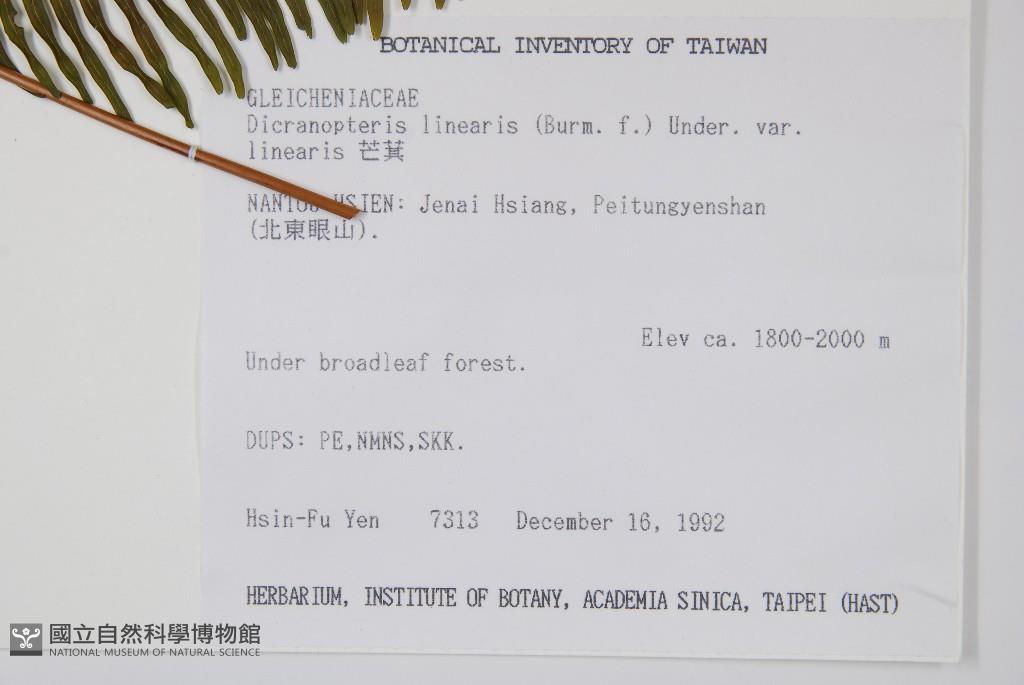 BOTANICAL INVENTORY OF TAIWAN
GLEICHENIACEAE
Dicranopteris linearis (Burm. f.) Under. var.
linearis 芒萁
NANTOU HSIEN: Jenai Hsiang, Peitungyenshan
(北東眼山).
Elev ca. 1800-2000 m
Under broadleaf forest.
DUPS: PE,NMNS,SKK.
Hsin-Fu Yen 7313 December 16, 1992
HERBARIUM, INSTITUTE OF BOTANY, ACADEMIA SINICA, TAIPEI (HAST)
國立自然科學博物館
NATIONAL MUSEUM OF NATURAL SCIENCE